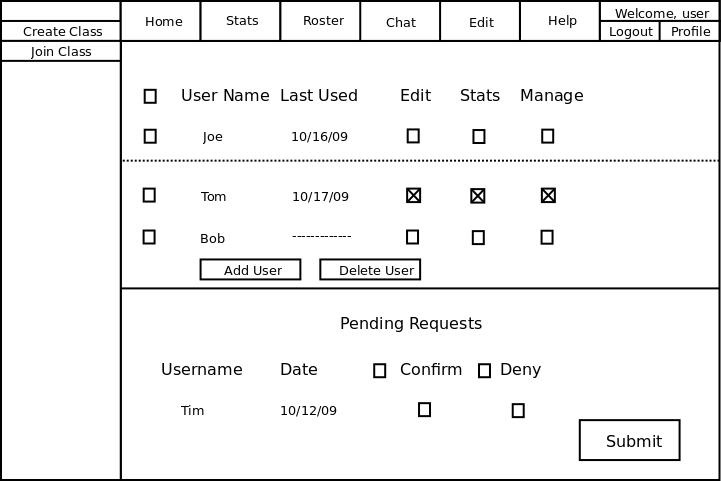 Home Stats Roster Chat Edit Help Welcome, user
Create Class Logout Profile
Join Class
User Name Last Used Edit Stats Manage
Joe 10/16/09
Tom 10/17/09
Bob -------------
Add User Delete User
Pending Requests
Username Date Confirm Deny
Tim 10/12/09
Submit